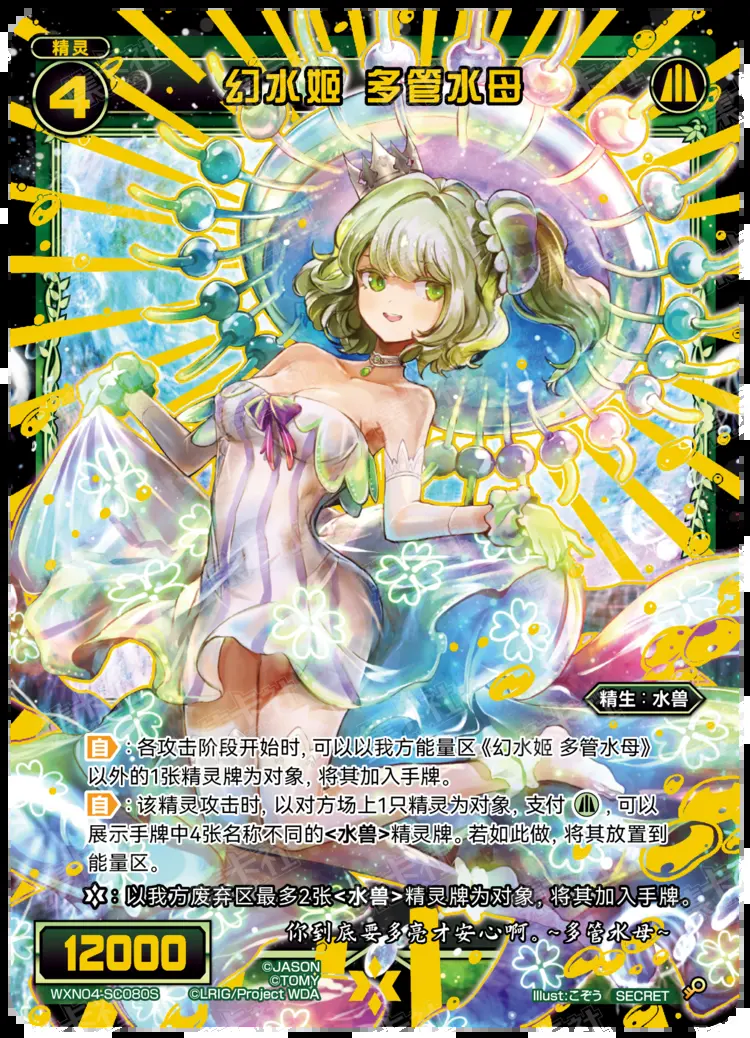 精灵
4
幻水姬 多管水母
精生：水兽
自：各攻击阶段开始时，可以以我方能量区《幻水姬 多管水母》
以外的1张精灵牌为对象，将其加入手牌。
自：该精灵攻击时，以对方场上1只精灵为对象，支付 ，可以
展示手牌中4张名称不同的<水兽>精灵牌。若如此做，将其放置到
能量区。
：以我方废弃区最多2张<水兽>精灵牌为对象，将其加入手牌。
你到底要多亮才安心啊。~多管水母~
12000
©JASON
©TOMY
WXN04-SC080S ©LRIG/Project WDA
Illust:こぞう SECRET